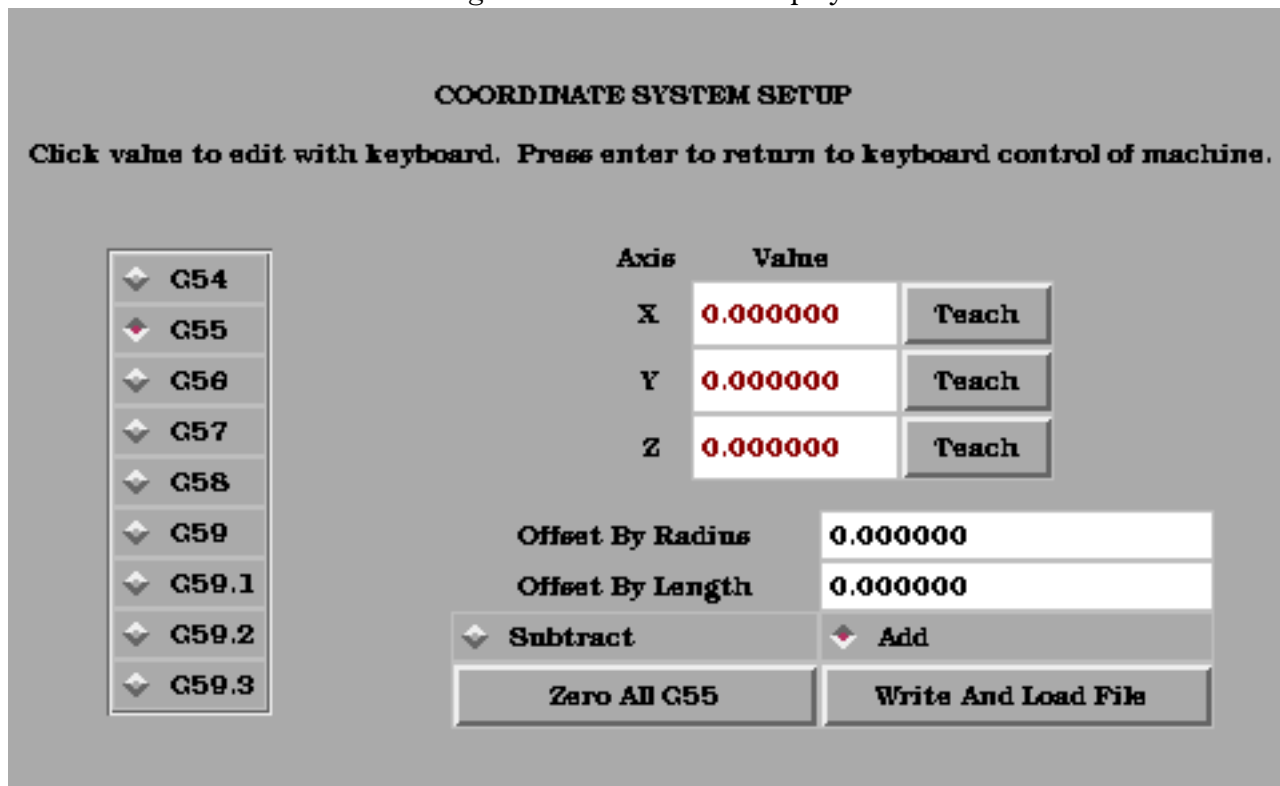 COORDINATE SYSTEM SETUP
Click value to edit with keyboard. Press enter to return to keyboard control of machine.
G54
G55
G56
G57
G58
G59
G59.1
G59.2
G59.3
Axis Value
X 0.000000 Teach
Y 0.000000 Teach
Z 0.000000 Teach
Offset By Radius 0.000000
Offset By Length 0.000000
Subtract Add
Zero All G55 Write And Load File